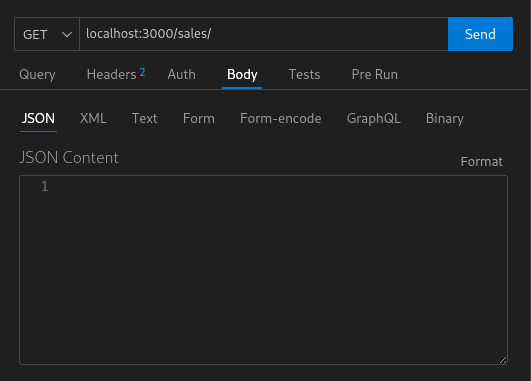 GET localhost:3000/sales/ Send
Query Headers 2 Auth Body Tests Pre Run
JSON XML Text Form Form-encode GraphQL Binary
JSON Content Format
1